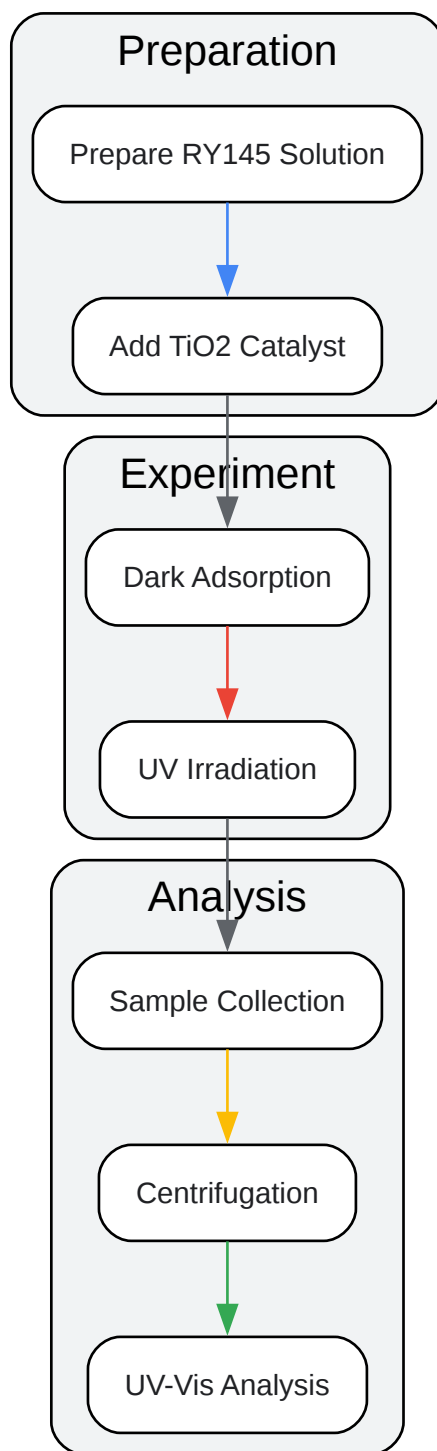 Preparation
Prepare RY145 Solution
Add TiO2 Catalyst
Experiment
Dark Adsorption
UV Irradiation
Analysis
Sample Collection
Centrifugation
UV-Vis Analysis